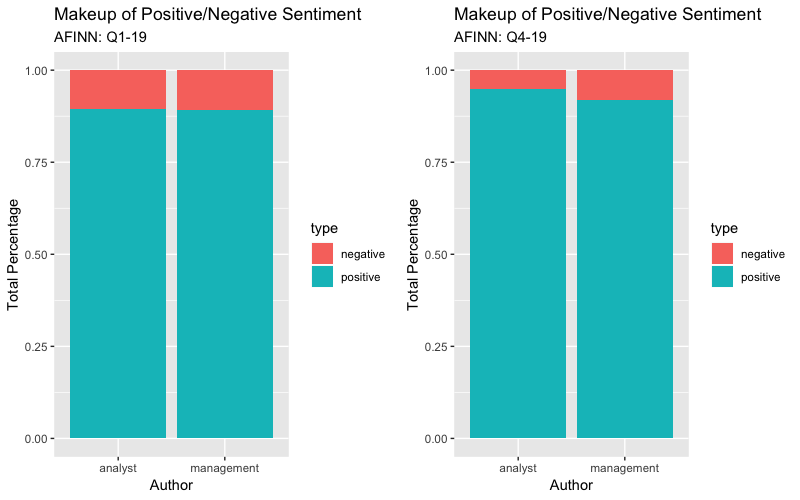 Makeup of Positive/Negative Sentiment
AFINN: Q1-19
1.00
0.75
0.50
0.25
0.00
Total Percentage
analyst
management
Author
type
negative
positive
Makeup of Positive/Negative Sentiment
AFINN: Q4-19
1.00
0.75
0.50
0.25
0.00
Total Percentage
analyst
management
Author
type
negative
positive